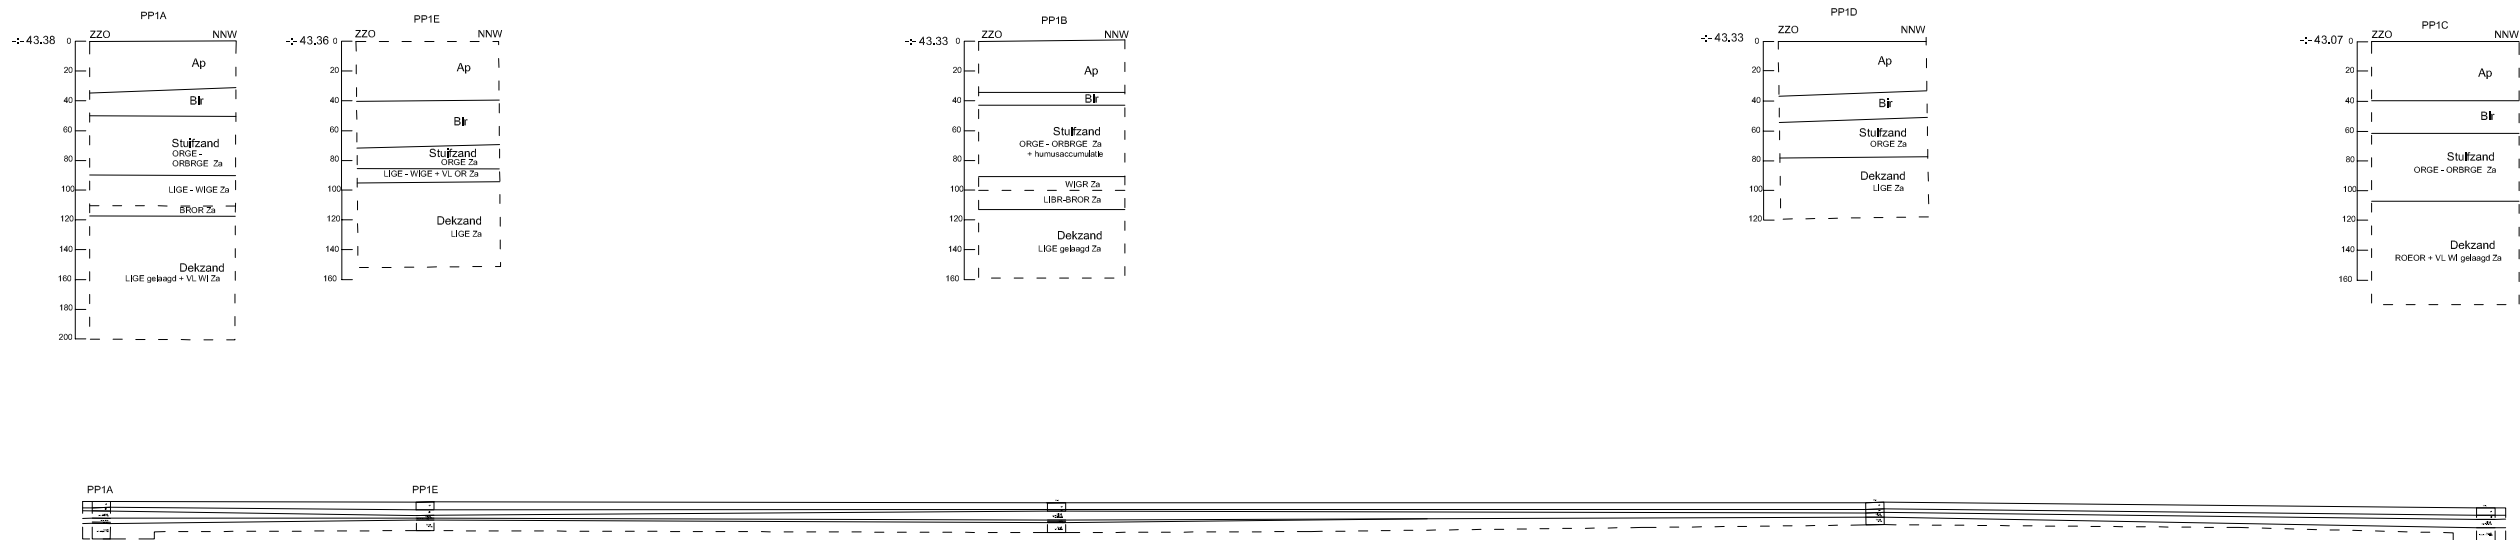 PP1A
ZZO NNW
-:- 43.38
0
20
40
60
80
100
120
140
160
180
200
Ap
BIr
Stuifzand
ORGE -
ORBRGE Za
LIGE - WIGE Za
BROR Za
Dekzand
LIGE gelaagd + VL WI Za
PP1E
ZZO NNW
-:- 43.36
0
20
40
60
80
100
120
140
160
Ap
BIr
Stuifzand
ORGE Za
LIGE - WIGE + VL OR Za
Dekzand
LIGE Za
PP1B
ZZO NNW
-:- 43.33
0
20
40
60
80
100
120
140
160
Ap
BIr
Stuifzand
ORGE - ORBRGE Za
+ humusaccumulatie
WIGR Za
LIBR-BROR Za
Dekzand
LIGE gelaagd Za
PP1D
ZZO NNW
-:- 43.33
0
20
40
60
80
100
120
Ap
BIr
Stuifzand
ORGE Za
Dekzand
LIGE Za
PP1C
ZZO NNW
-:- 43.07
0
20
40
60
80
100
120
140
160
Ap
BIr
Stuifzand
ORGE - ORBRGE Za
Dekzand
ROEOR + VL WI gelaagd Za
PP1A
PP1E